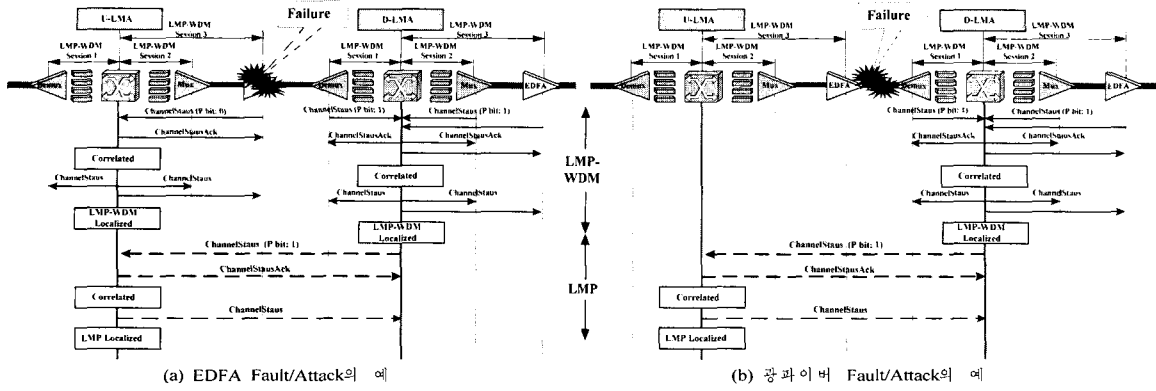 U-LMA
Failure
D-LMA
LMP-WDM
Session 3
LMP-WDM
Session 3
LMP-WDM
Session 1
LMP-WDM
Session 2
LMP-WDM
Session 1
LMP-WDM
Session 2
Demux
Mux
Demux
Mux
EDFA
ChannelStaus (P bit: 0)
ChannelStaus (P bit: 1)
ChannelStausAck
ChannelStausAck
Correlated
Correlated
ChannelStaus
ChannelStaus
ChannelStaus
ChannelStaus
LMP-WDM
Localized
LMP-WDM
Localized
ChannelStaus (P bit: 1)
ChannelStausAck
Correlated
ChannelStaus
LMP Localized
(a) EDFA Fault/Attack의 예
LMP-
WDM
LMP
U-LMA
Failure
D-LMA
LMP-WDM
Session 3
LMP-WDM
Session 3
LMP-WDM
Session 1
LMP-WDM
Session 2
LMP-WDM
Session 1
LMP-WDM
Session 2
Demux
Mux
EDFA
Demux
Mux
EDFA
ChannelStaus (P bit: 1)
ChannelStausAck
Correlated
ChannelStaus
ChannelStaus
LMP-WDM
Localized
ChannelStaus (P bit: 1)
ChannelStausAck
Correlated
ChannelStaus
LMP Localized
(b) 광파이버 Fault/Attack의 예